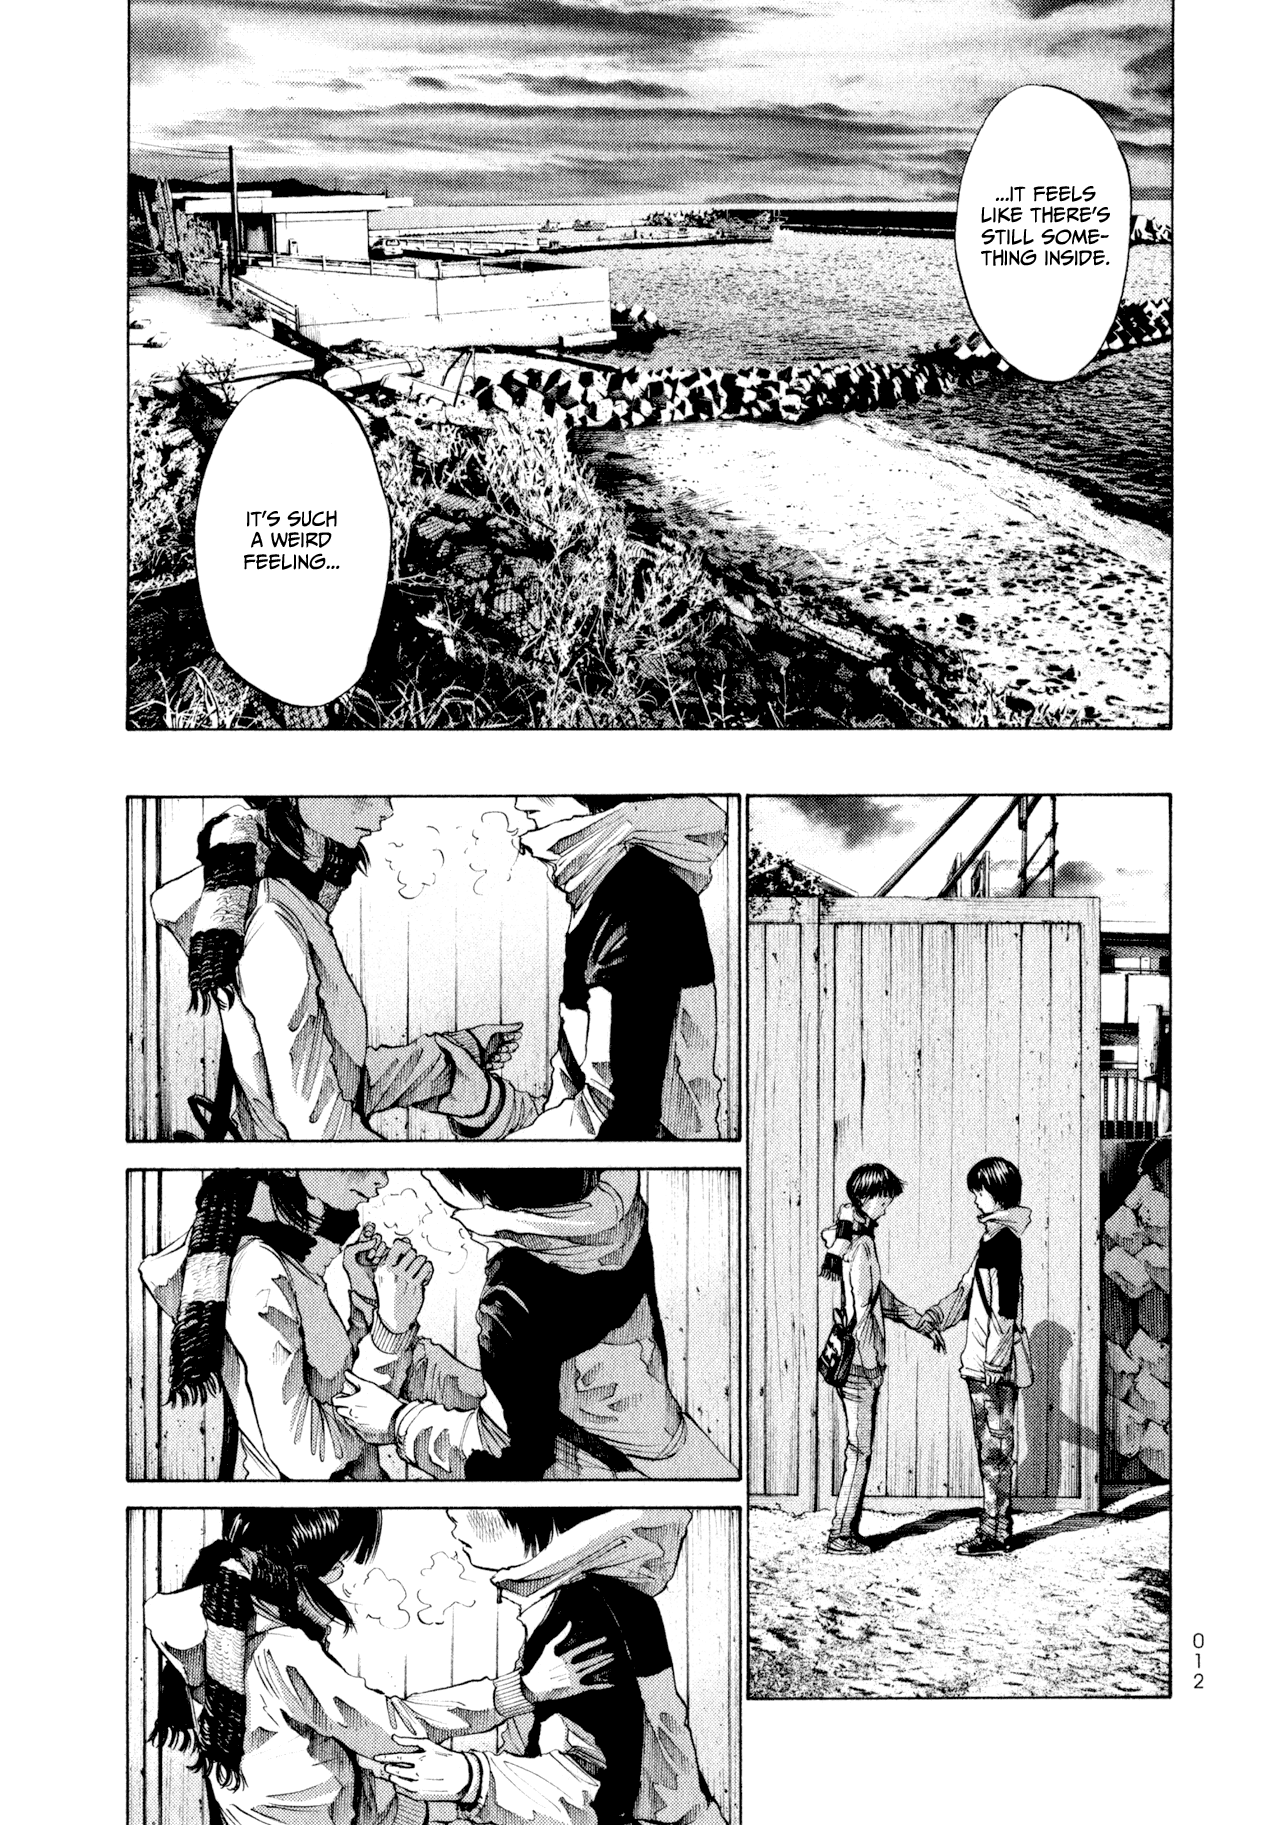 ...IT FEELS
LIKE THERE'S
STILL SOME-
THING INSIDE.
IT'S SUCH
A WEIRD
FEELING...
012